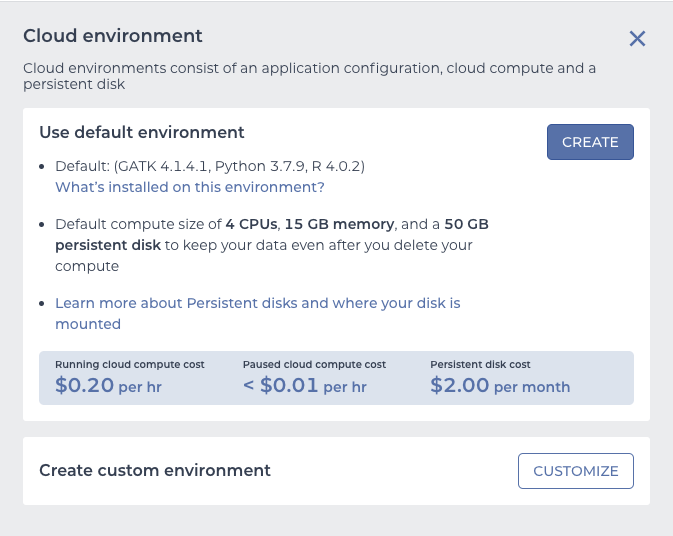 Cloud environment
Cloud environments consist of an application configuration, cloud compute and a
persistent disk
Use default environment
CREATE
Default: (GATK 4.1.4.1, Python 3.7.9, R 4.0.2)
What's installed on this environment?
Default compute size of 4 CPUs, 15 GB memory, and a 50 GB
persistent disk to keep your data even after you delete your
compute
Learn more about Persistent disks and where your disk is
mounted
Running cloud compute cost
$0.20 per hr
Paused cloud compute cost
< $0.01 per hr
Persistent disk cost
$2.00 per month
Create custom environment
CUSTOMIZE